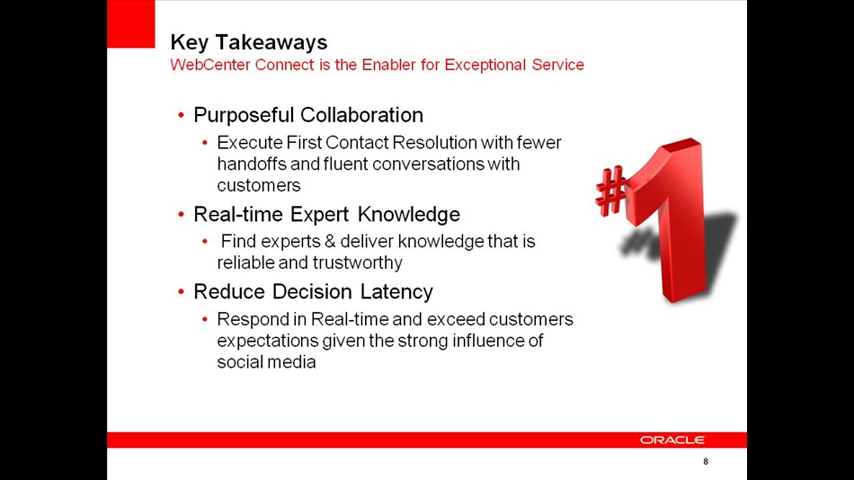 Key Takeaways
WebCenter Connect is the Enabler for Exceptional Service
• Purposeful Collaboration
• Execute First Contact Resolution with fewer
handoffs and fluent conversations with
customers
• Real-time Expert Knowledge
• Find experts & deliver knowledge that is
reliable and trustworthy
• Reduce Decision Latency
• Respond in Real-time and exceed customers
expectations given the strong influence of
social media
#1
ORACLE
8